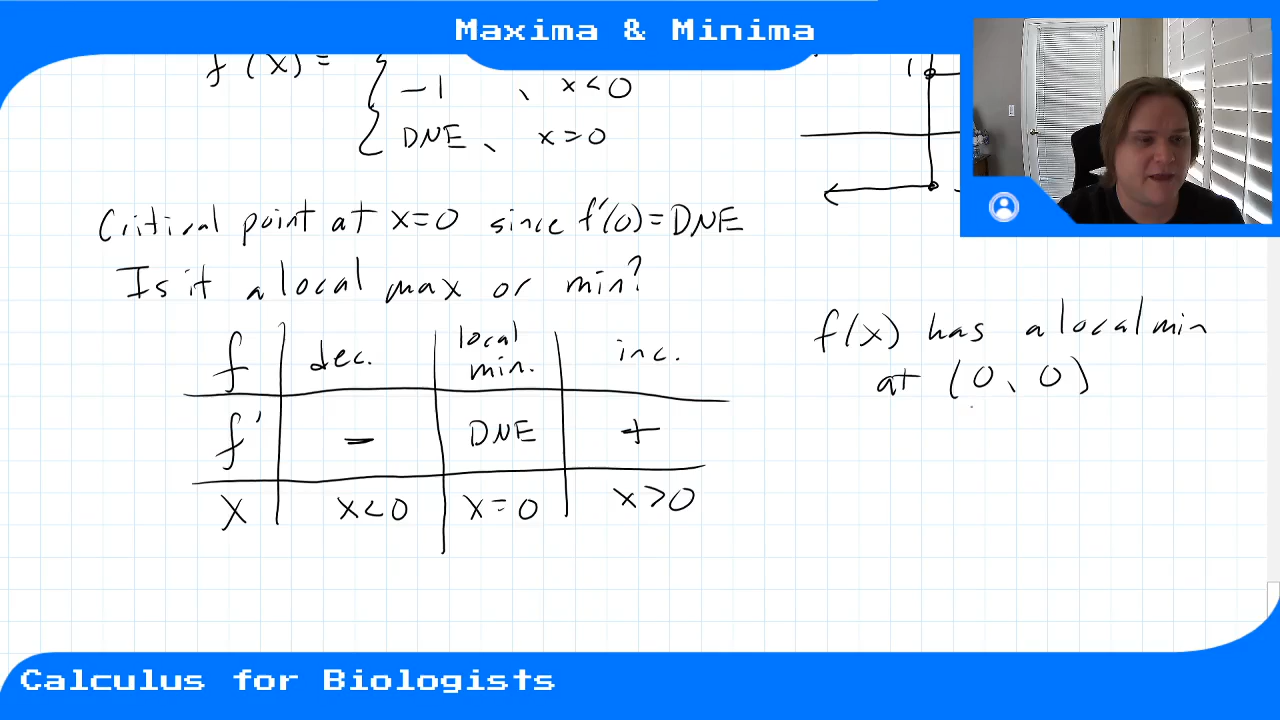 Maxima & Minima
f'(x) =
-1, x<0
DNE, x=0
1
Critical point at x=0 since f'(0)=DNE
Is it a local max or min?
f dec. local min. inc.
f' - DNE +
x x<0 x=0 x>0
f(x) has a local min
at (0, 0)
Calculus for Biologists